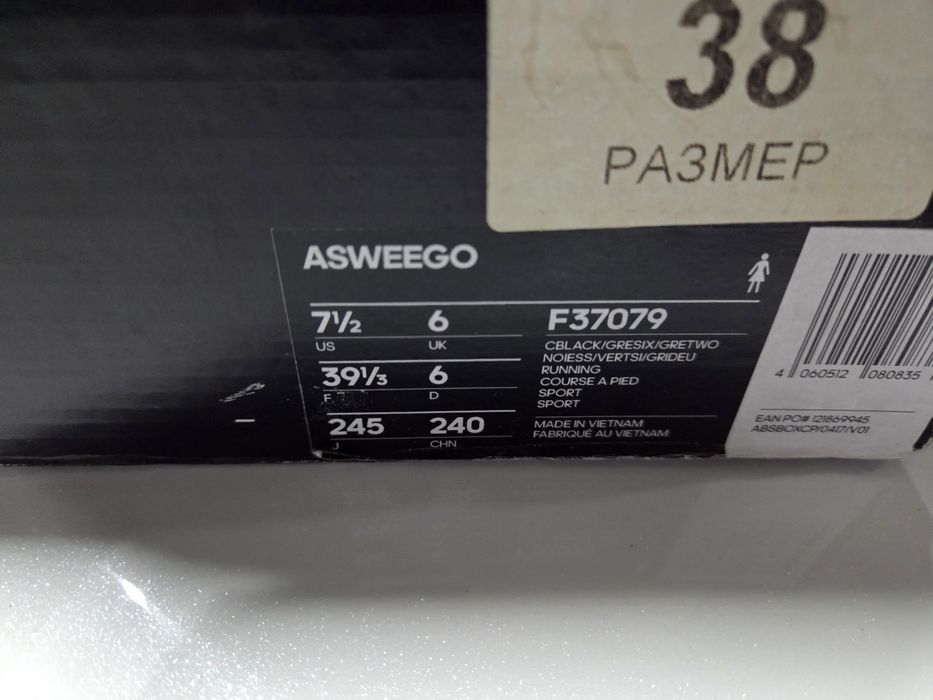 38
РАЗМЕР
ASWEEGO
7½ 6 F37079
US UK
CBLACK/GRESIX/GRETWO
NOIESS/VERTSI/GRIDEU
39⅓ 6
RUNNING
COURSE A PIED
F D
SPORT
SPORT
245 240
J CHN
MADE IN VIETNAM
FABRIQUÉ AU VIETNAM
4 060512 080835
EAN.PO# 121869945
ABSBOXCP/0417/V01